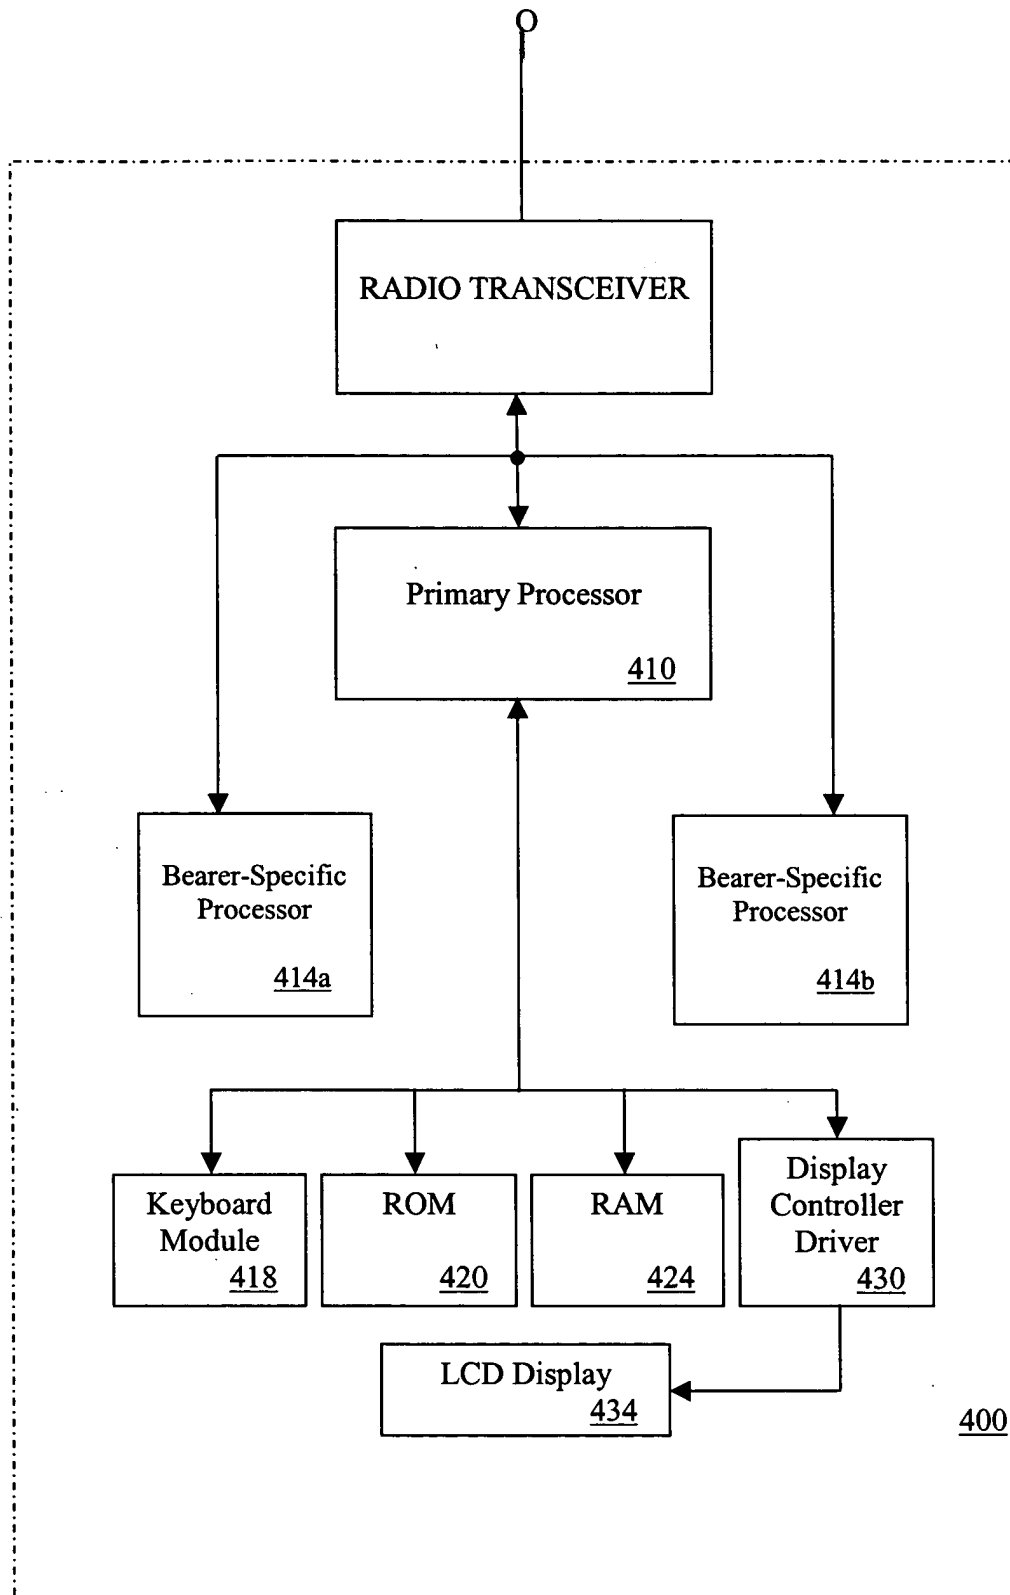 RADIO TRANSCEIVER
Primary Processor
410
Bearer-Specific
Processor
414a
Bearer-Specific
Processor
414b
Keyboard
Module
418
ROM
420
RAM
424
Display
Controller
Driver
430
LCD Display
434
400